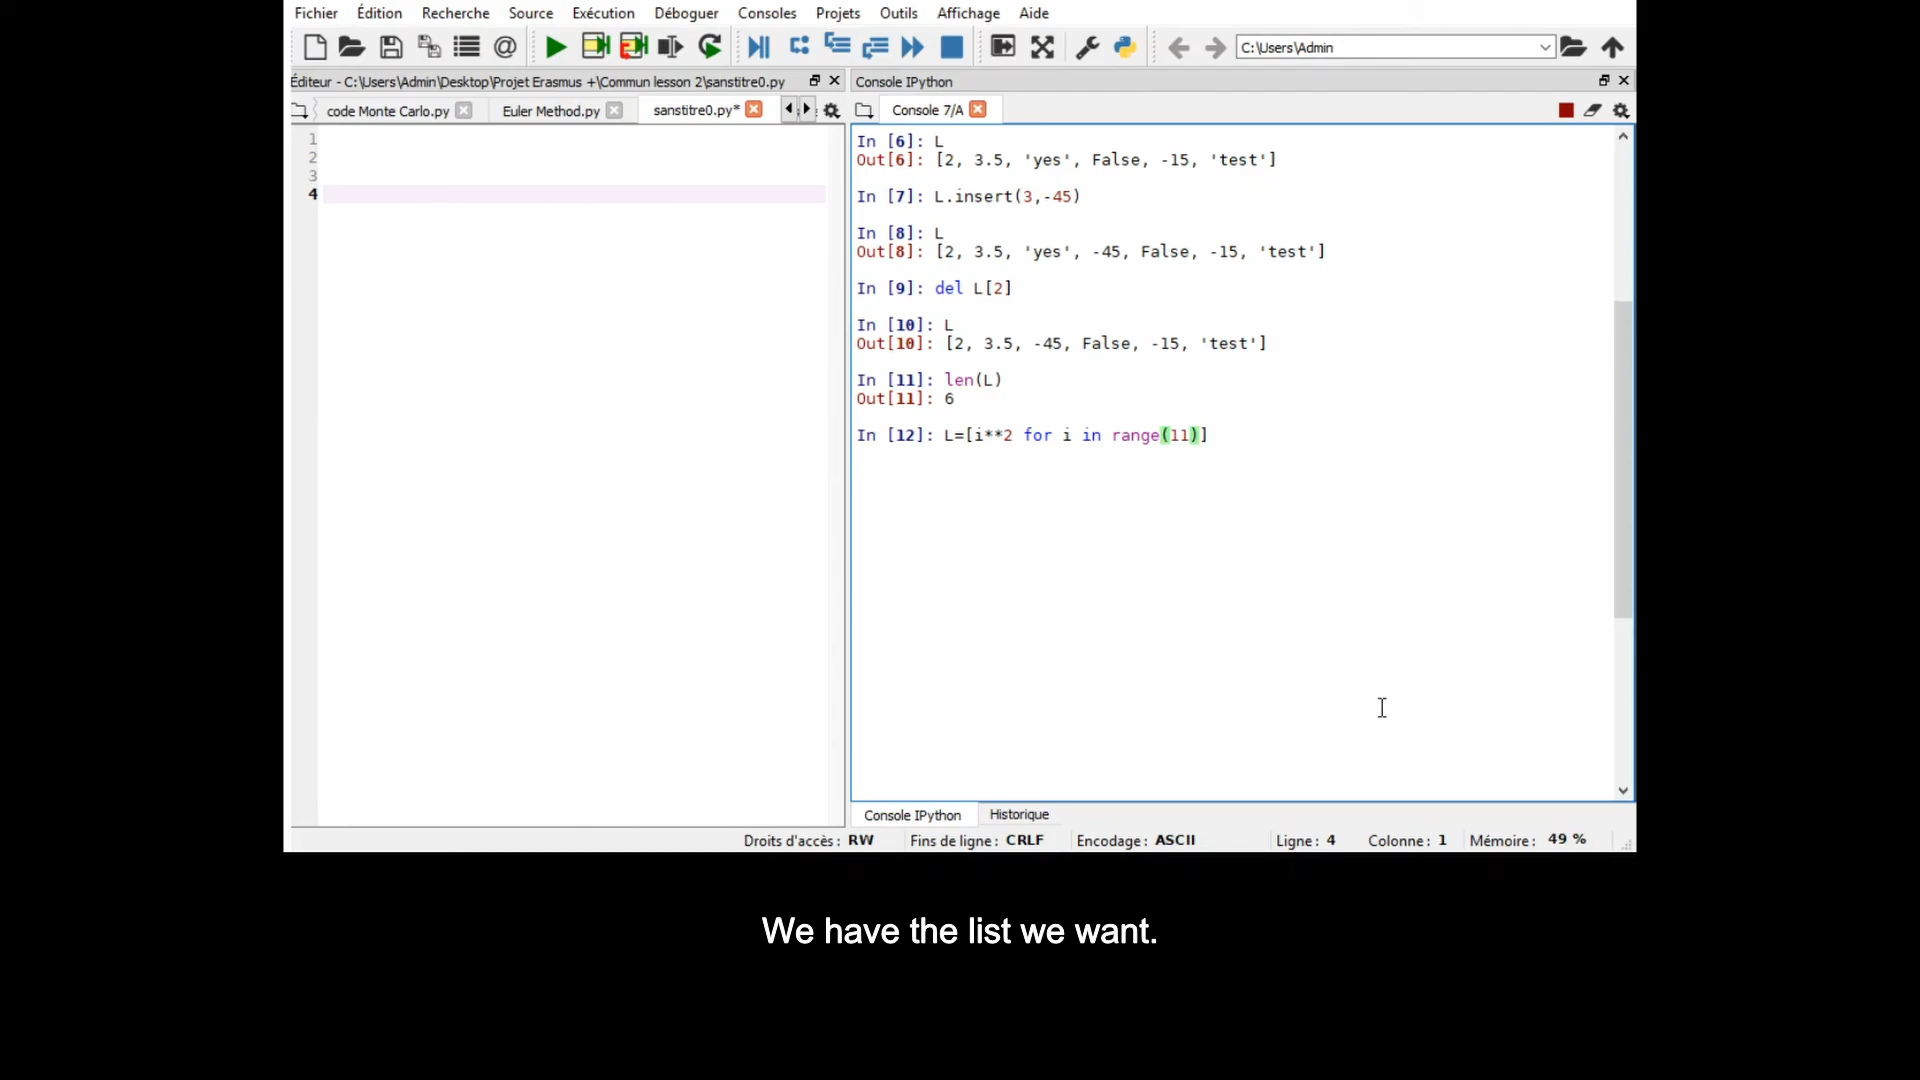 Fichier Édition Recherche Source Exécution Déboguer Consoles Projets Outils Affichage Aide
C:\Users\Admin
Éditeur - C:\Users\Admin\Desktop\Projet Erasmus +\Commun lesson 2\sanstitre0.py
Console IPython
code Monte Carlo.py Euler Method.py sanstitre0.py*
Console 7/A
1
2
3
4
In [6]: L
Out[6]: [2, 3.5, 'yes', False, -15, 'test']
In [7]: L.insert(3,-45)
In [8]: L
Out[8]: [2, 3.5, 'yes', -45, False, -15, 'test']
In [9]: del L[2]
In [10]: L
Out[10]: [2, 3.5, -45, False, -15, 'test']
In [11]: len(L)
Out[11]: 6
In [12]: L=[i**2 for i in range(11)]
Console IPython Historique
Droits d'accès : RW Fins de ligne : CRLF Encodage : ASCII Ligne : 4 Colonne : 1 Mémoire : 49 %
We have the list we want.